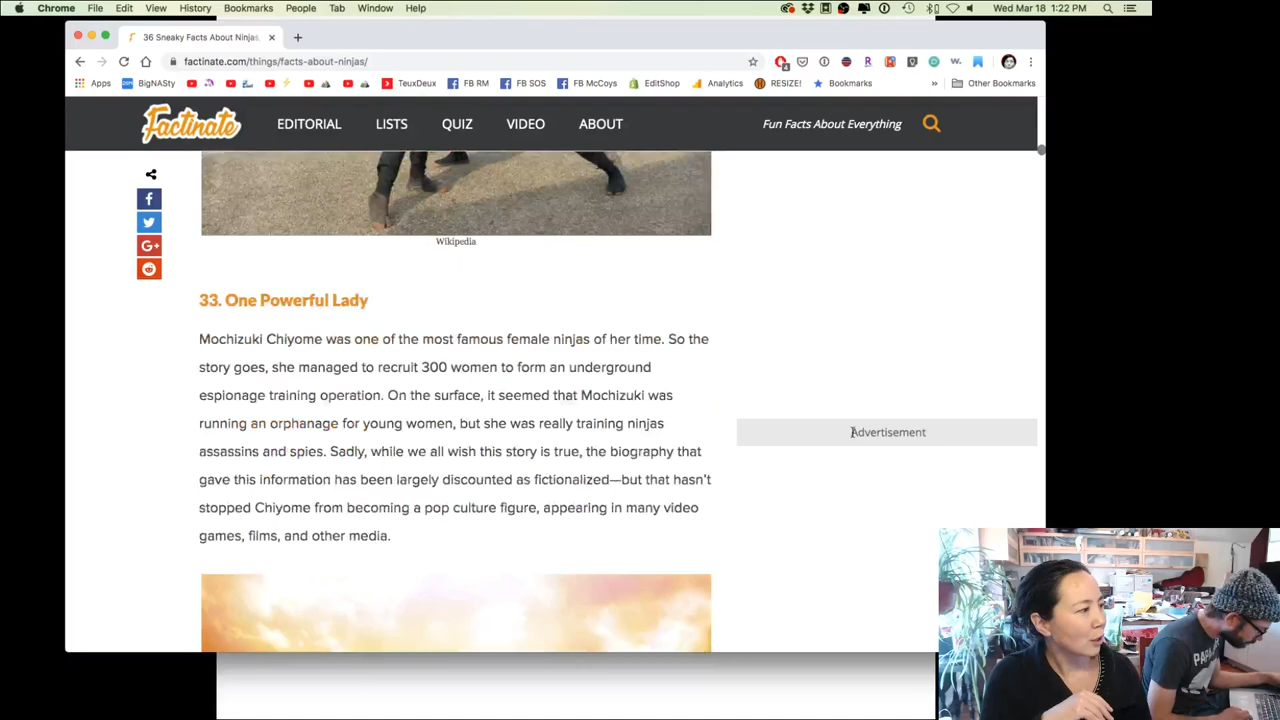 Chrome File Edit View History Bookmarks People Tab Window Help Wed Mar 18 1:22 PM
36 Sneaky Facts About Ninjas,
factinate.com/things/facts-about-ninjas/
Apps BigNASty TeuxDeux FB RM FB SOS FB McCoys EditShop Analytics RESIZE! Bookmarks » Other Bookmarks
Factinate EDITORIAL LISTS QUIZ VIDEO ABOUT Fun Facts About Everything
Wikipedia
33. One Powerful Lady
Mochizuki Chiyome was one of the most famous female ninjas of her time. So the
story goes, she managed to recruit 300 women to form an underground
espionage training operation. On the surface, it seemed that Mochizuki was
running an orphanage for young women, but she was really training ninjas
assassins and spies. Sadly, while we all wish this story is true, the biography that
gave this information has been largely discounted as fictionalized—but that hasn't
stopped Chiyome from becoming a pop culture figure, appearing in many video
games, films, and other media.
Advertisement